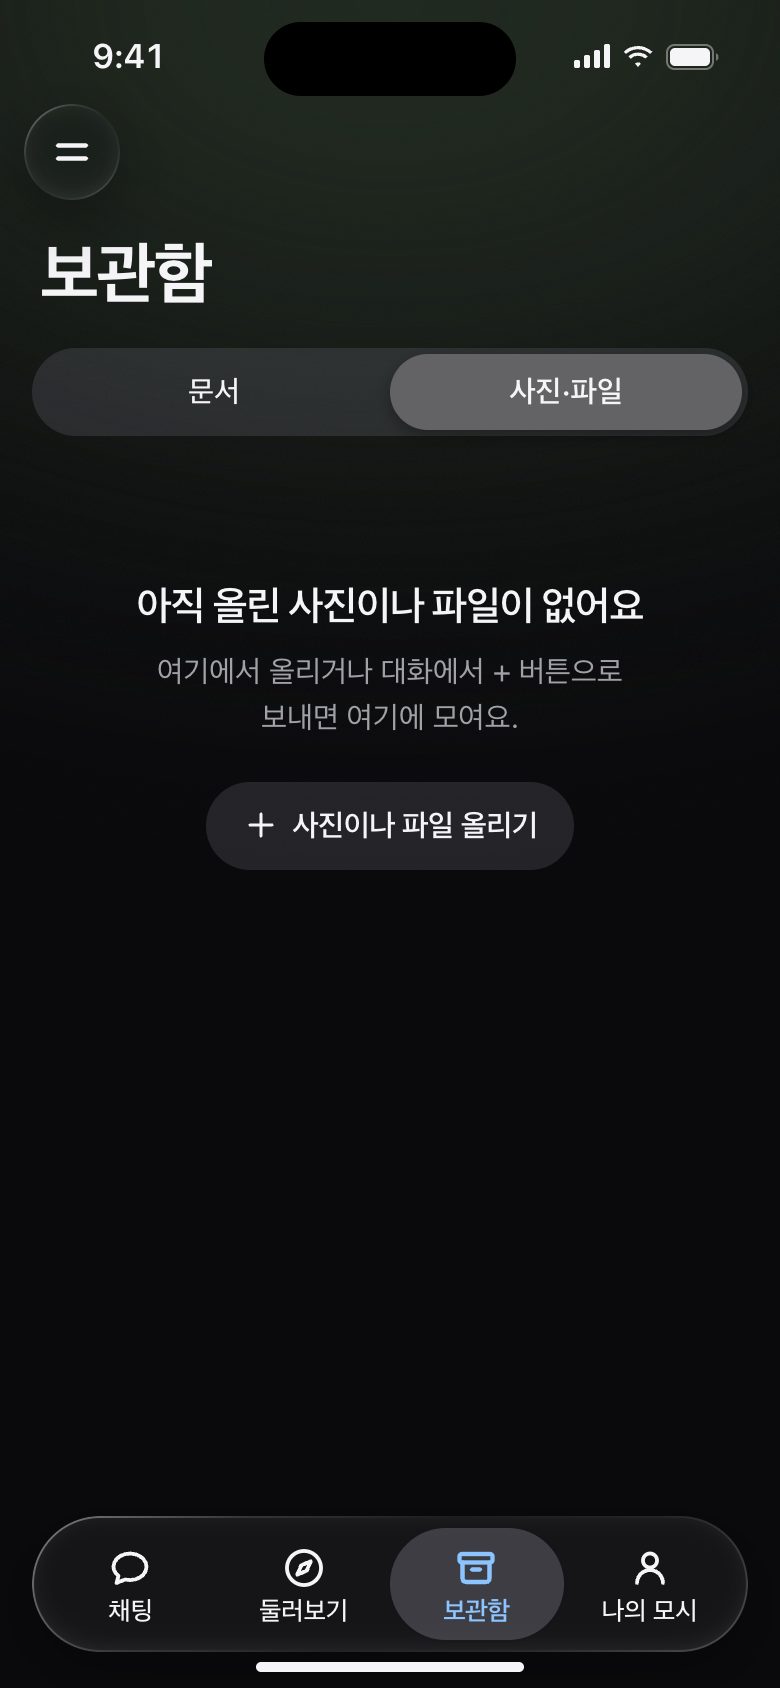 9:41
보관함
문서
사진·파일
아직 올린 사진이나 파일이 없어요
여기에서 올리거나 대화에서 + 버튼으로
보내면 여기에 모여요.
+ 사진이나 파일 올리기
채팅
둘러보기
보관함
나의 모시